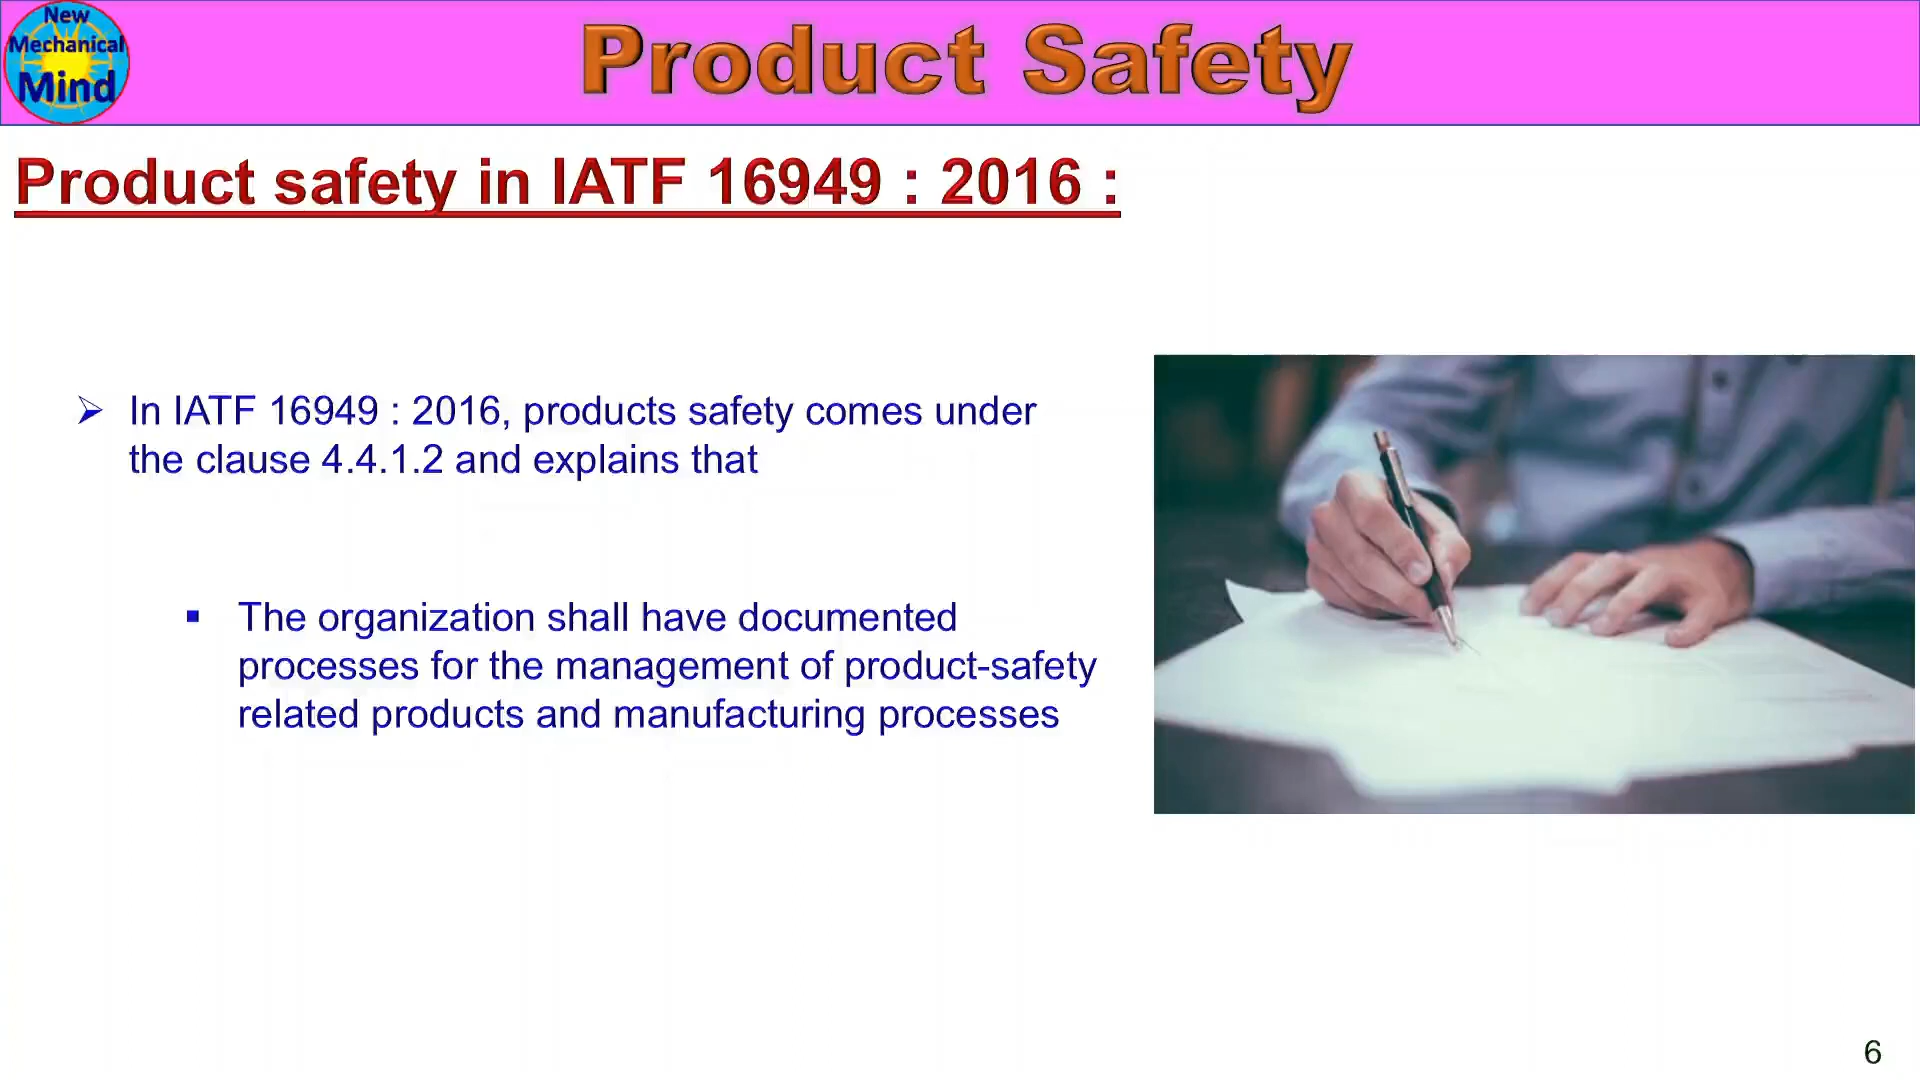 New
Mechanical
Mind
Product Safety
Product safety in IATF 16949 : 2016 :
➢ In IATF 16949 : 2016, products safety comes under
the clause 4.4.1.2 and explains that
▪ The organization shall have documented
processes for the management of product-safety
related products and manufacturing processes
6